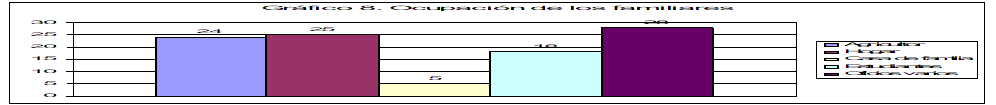 Gráfico 8. Ocupación de los familiares
30
25
20
15
10
5
0
24
25
5
18
28
Agricultor
Hogar
Casa de familia
Estudiantes
Oficios varios